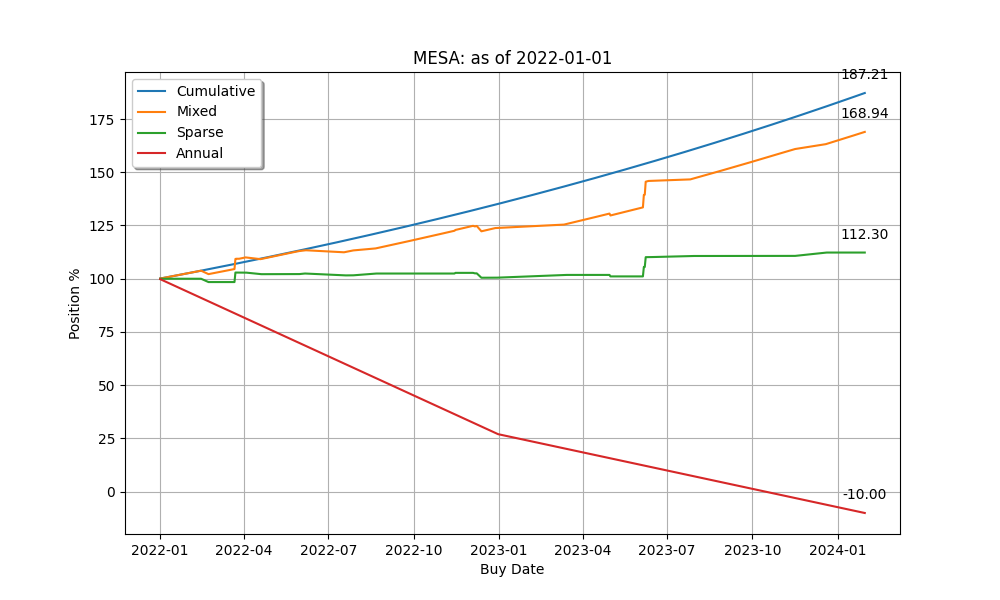 MESA: as of 2022-01-01
Cumulative
Mixed
Sparse
Annual
187.21
168.94
112.30
-10.00
175
150
125
100
75
50
25
0
Position %
2022-01 2022-04 2022-07 2022-10 2023-01 2023-04 2023-07 2023-10 2024-01
Buy Date